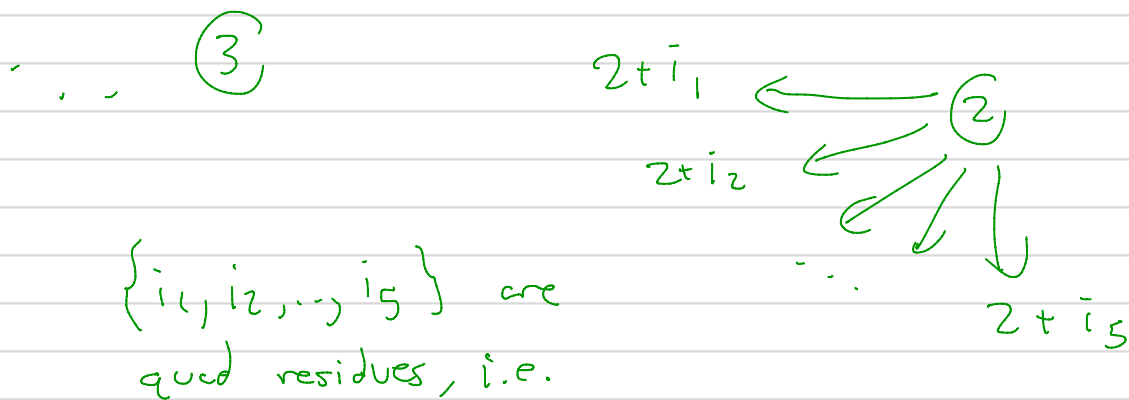 ... ③ 2+i₁ ②
2+i₂
{i₁, i₂, .., i₅} are ...
2+i₅
quad residues, i.e.